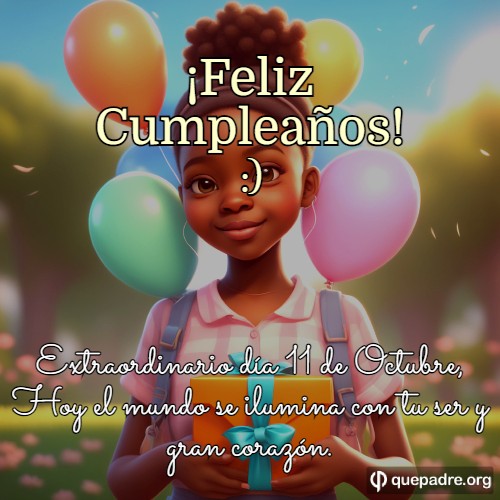 ¡Feliz
Cumpleaños!
:)
Extraordinario día 11 de Octubre,
Hoy el mundo se ilumina con tu ser y
gran corazón.
quepadre.org